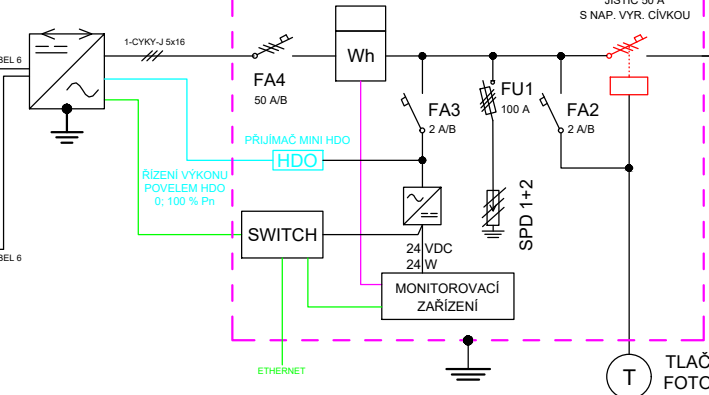 JISTIČ 50 A
S NAP. VYR. CÍVKOU
1-CYKY-J 5x16
BEL 6
Wh
FA4
50 A/B
FA3
2 A/B
FU1
100 A
FA2
2 A/B
PŘIJÍMAČ MINI HDO
HDO
ŘÍZENÍ VÝKONU
POVELEM HDO
0; 100 % Pn
SPD 1+2
SWITCH
24 VDC
24 W
BEL 6
MONITOROVACÍ
ZAŘÍZENÍ
ETHERNET
T
TLAČ
FOTO